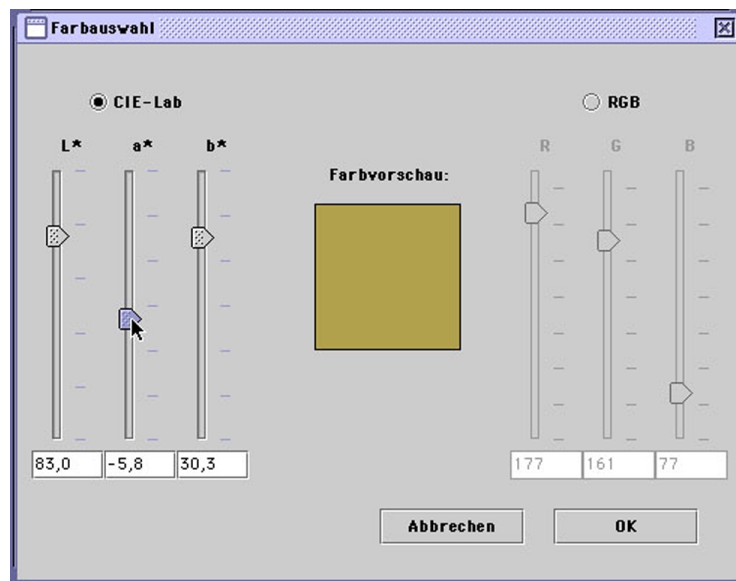 Farbauswahl
CIE-Lab
RGB
L* a* b*
R G B
Farbvorschau:
83,0 -5,8 30,3
177 161 77
Abbrechen OK